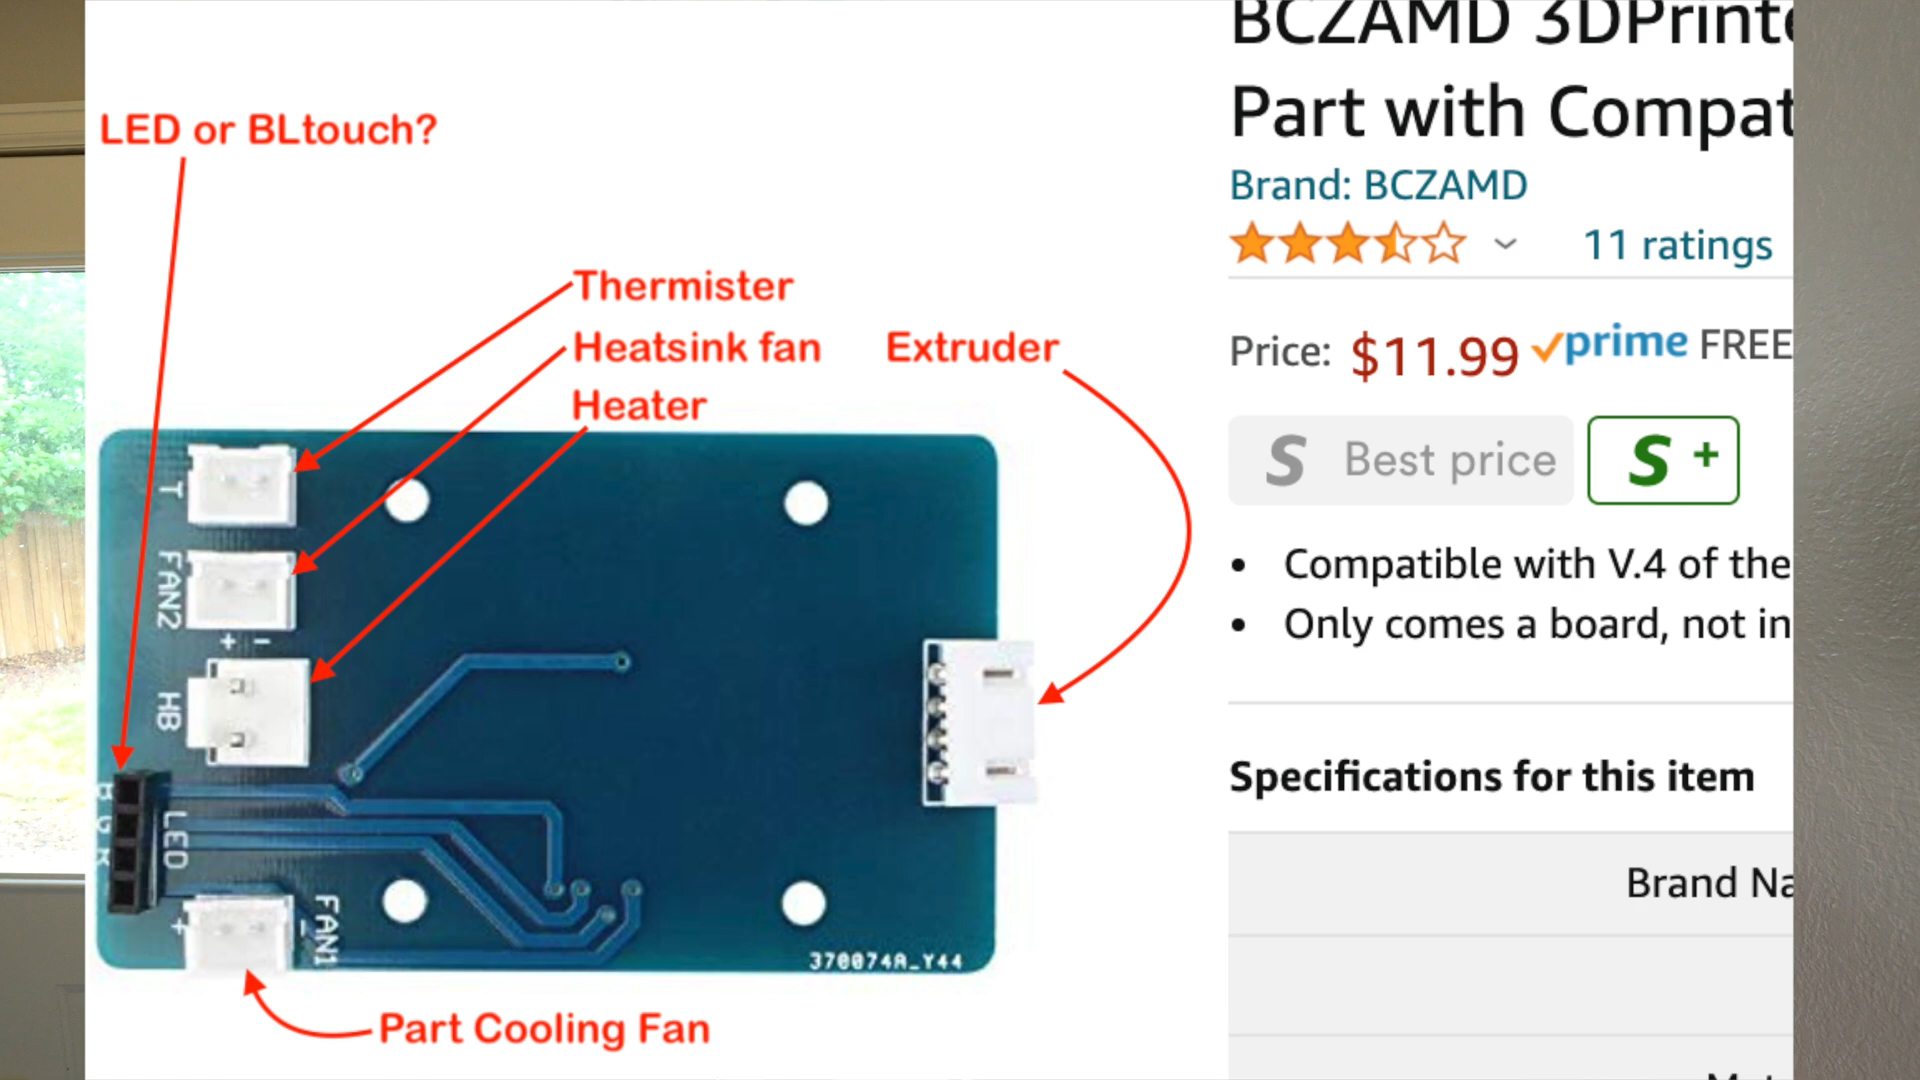 BCZAMD 3DPrinte
Part with Compat
Brand: BCZAMD
11 ratings
Price: $11.99 prime FREE
S Best price
S +
• Compatible with V.4 of the
• Only comes a board, not in
Specifications for this item
Brand Na
LED or BLtouch?
Thermister
Heatsink fan
Heater
Extruder
T
FAN2
+ −
HB
B
G
R
LED
+
−
FAN1
370074A_Y44
Part Cooling Fan